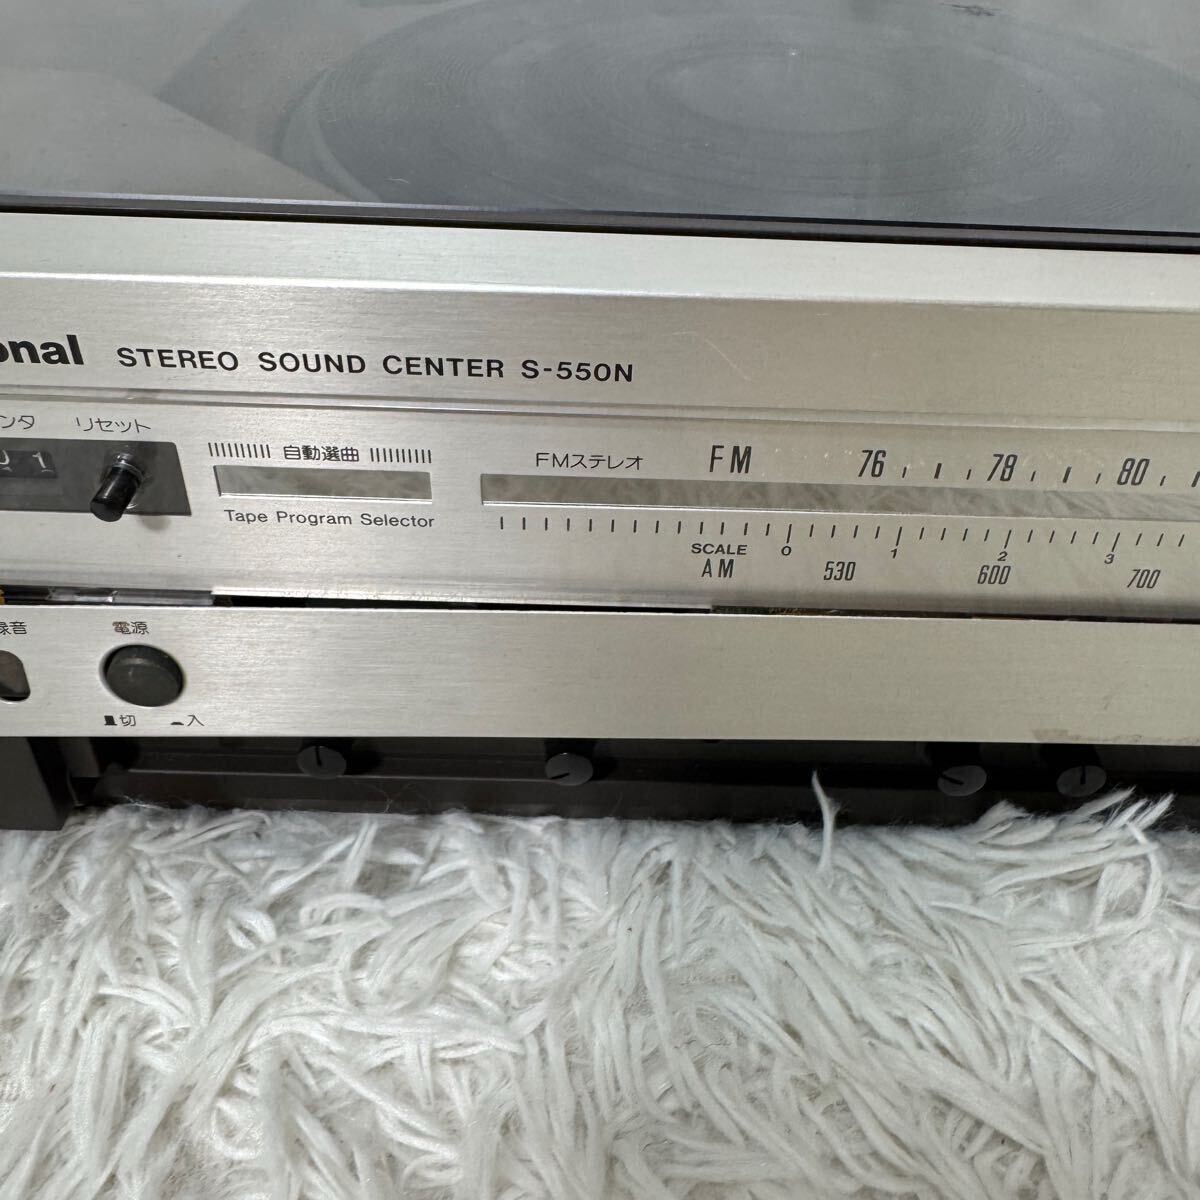 onal STEREO SOUND CENTER S-550N
ンタ リセット
01
自動選曲
Tape Program Selector
FMステレオ
FM 76 78 80
SCALE 0 1 2 3
AM 530 600 700
録音 電源
切 入